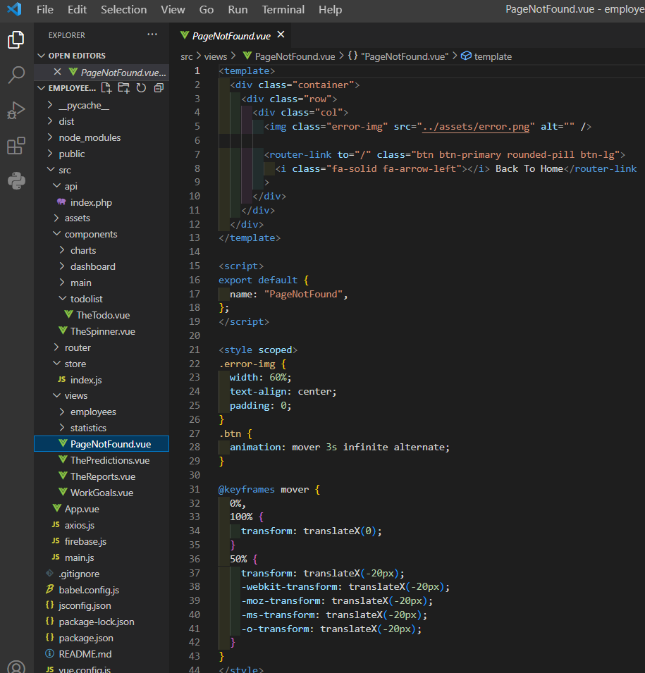 File Edit Selection View Go Run Terminal Help PageNotFound.vue - employe
EXPLORER ...
OPEN EDITORS
PageNotFound.vue...
EMPLOYEE...
__pycache__
dist
node_modules
public
src
api
index.php
assets
components
charts
dashboard
main
todolist
TheTodo.vue
TheSpinner.vue
router
store
JS index.js
views
employees
statistics
PageNotFound.vue
ThePredictions.vue
TheReports.vue
WorkGoals.vue
App.vue
JS axios.js
JS firebase.js
JS main.js
.gitignore
babel.config.js
{} jsconfig.json
{} package-lock.json
{} package.json
README.md
JS vue.config.js
PageNotFound.vue
src > views > PageNotFound.vue > {} "PageNotFound.vue" > template
1 <template>
2 <div class="container">
3 <div class="row">
4 <div class="col">
5 <img class="error-img" src="../assets/error.png" alt="" />
6
7 <router-link to="/" class="btn btn-primary rounded-pill btn-lg">
8 <i class="fa-solid fa-arrow-left"></i> Back To Home</router-link
9 >
10 </div>
11 </div>
12 </div>
13 </template>
14
15 <script>
16 export default {
17 name: "PageNotFound",
18 };
19 </script>
20
21 <style scoped>
22 .error-img {
23 width: 60%;
24 text-align: center;
25 padding: 0;
26 }
27 .btn {
28 animation: mover 3s infinite alternate;
29 }
30
31 @keyframes mover {
32 0%,
33 100% {
34 transform: translateX(0);
35 }
36 50% {
37 transform: translateX(-20px);
38 -webkit-transform: translateX(-20px);
39 -moz-transform: translateX(-20px);
40 -ms-transform: translateX(-20px);
41 -o-transform: translateX(-20px);
42 }
43 }
44 </style>